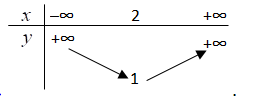 x −∞ 2 +∞
y +∞ +∞
1
.